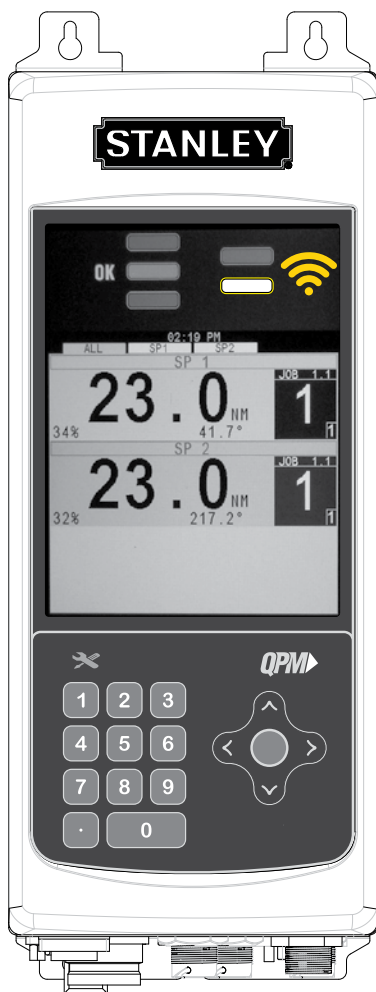 STANLEY
OK
02:19 PM
ALL SP1 SP2
SP 1
23.0 NM
34% 41.7°
JOB 1.1
1
1
SP 2
23.0 NM
32% 217.2°
JOB 1.1
1
1
QPM
1 2 3
4 5 6
7 8 9
. 0